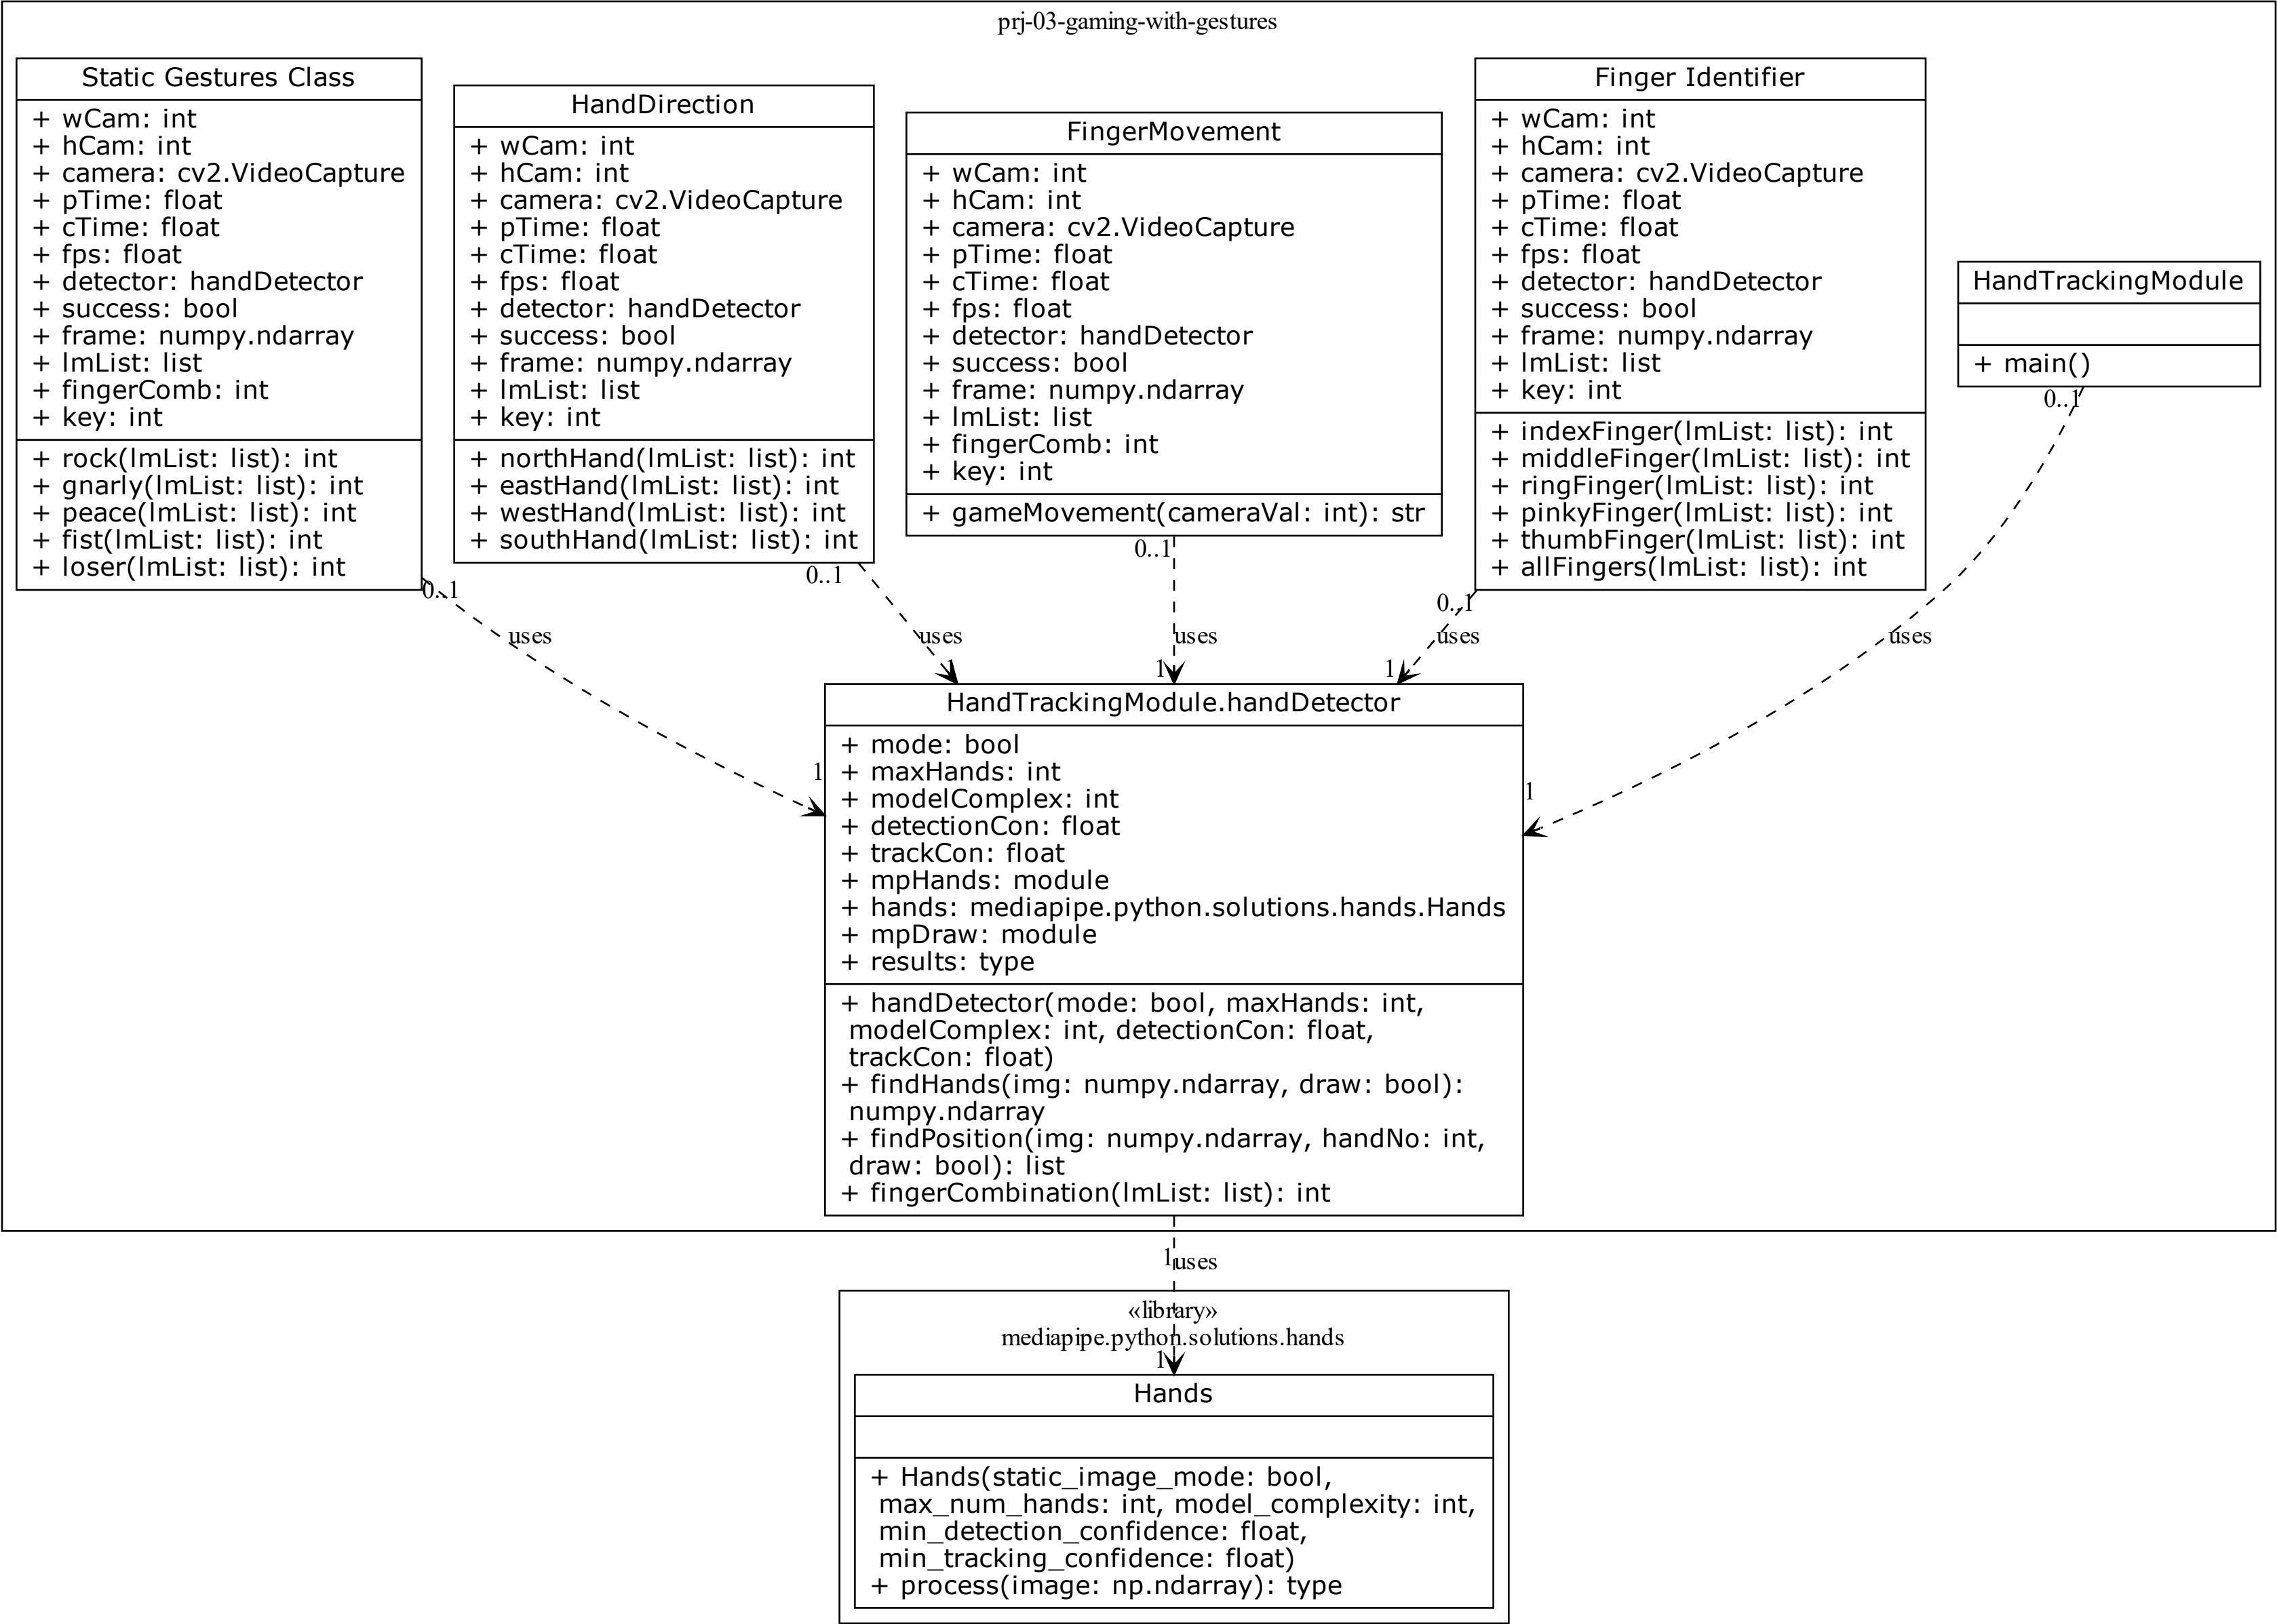 prj-03-gaming-with-gestures
Static Gestures Class
+ wCam: int
+ hCam: int
+ camera: cv2.VideoCapture
+ pTime: float
+ cTime: float
+ fps: float
+ detector: handDetector
+ success: bool
+ frame: numpy.ndarray
+ lmList: list
+ fingerComb: int
+ key: int
+ rock(lmList: list): int
+ gnarly(lmList: list): int
+ peace(lmList: list): int
+ fist(lmList: list): int
+ loser(lmList: list): int
HandDirection
+ wCam: int
+ hCam: int
+ camera: cv2.VideoCapture
+ pTime: float
+ cTime: float
+ fps: float
+ detector: handDetector
+ success: bool
+ frame: numpy.ndarray
+ lmList: list
+ key: int
+ northHand(lmList: list): int
+ eastHand(lmList: list): int
+ westHand(lmList: list): int
+ southHand(lmList: list): int
FingerMovement
+ wCam: int
+ hCam: int
+ camera: cv2.VideoCapture
+ pTime: float
+ cTime: float
+ fps: float
+ detector: handDetector
+ success: bool
+ frame: numpy.ndarray
+ lmList: list
+ fingerComb: int
+ key: int
+ gameMovement(cameraVal: int): str
Finger Identifier
+ wCam: int
+ hCam: int
+ camera: cv2.VideoCapture
+ pTime: float
+ cTime: float
+ fps: float
+ detector: handDetector
+ success: bool
+ frame: numpy.ndarray
+ lmList: list
+ key: int
+ indexFinger(lmList: list): int
+ middleFinger(lmList: list): int
+ ringFinger(lmList: list): int
+ pinkyFinger(lmList: list): int
+ thumbFinger(lmList: list): int
+ allFingers(lmList: list): int
HandTrackingModule
+ main()
0..1
0..1
0..1
0..1
0..1
uses
uses
uses
uses
uses
1
1
1
1
1
HandTrackingModule.handDetector
+ mode: bool
+ maxHands: int
+ modelComplex: int
+ detectionCon: float
+ trackCon: float
+ mpHands: module
+ hands: mediapipe.python.solutions.hands.Hands
+ mpDraw: module
+ results: type
+ handDetector(mode: bool, maxHands: int,
modelComplex: int, detectionCon: float,
trackCon: float)
+ findHands(img: numpy.ndarray, draw: bool):
numpy.ndarray
+ findPosition(img: numpy.ndarray, handNo: int,
draw: bool): list
+ fingerCombination(lmList: list): int
1
uses
«library»
mediapipe.python.solutions.hands
1
Hands
+ Hands(static_image_mode: bool,
max_num_hands: int, model_complexity: int,
min_detection_confidence: float,
min_tracking_confidence: float)
+ process(image: np.ndarray): type